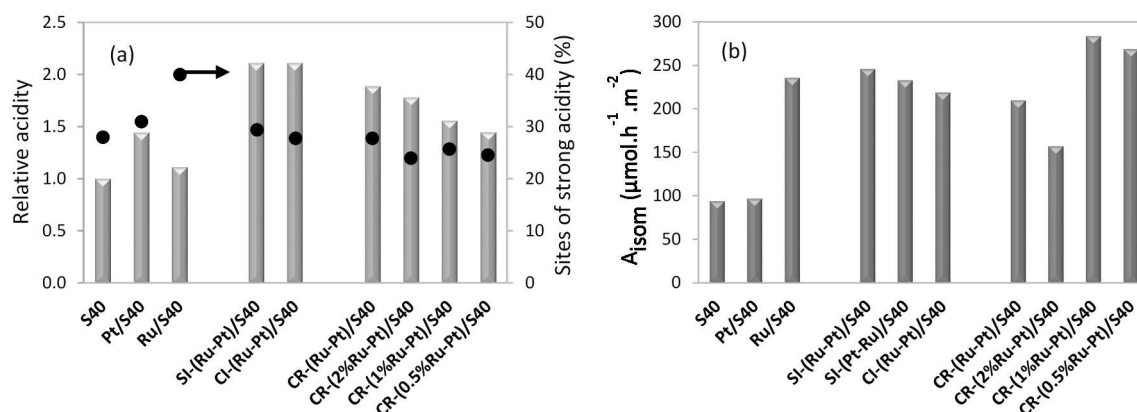 (a)
Relative acidity
2.5
2.0
1.5
1.0
0.5
0.0
50
40
30
20
10
0
Sites of strong acidity (%)
S40
Pt/S40
Ru/S40
SI-(Ru-Pt)/S40
CI-(Ru-Pt)/S40
CR-(Ru-Pt)/S40
CR-(2%Ru-Pt)/S40
CR-(1%Ru-Pt)/S40
CR-(0.5%Ru-Pt)/S40
(b)
A_isom (µmol.h⁻¹.m⁻²)
300
250
200
150
100
50
0
S40
Pt/S40
Ru/S40
SI-(Ru-Pt)/S40
SI-(Pt-Ru)/S40
CI-(Ru-Pt)/S40
CR-(Ru-Pt)/S40
CR-(2%Ru-Pt)/S40
CR-(1%Ru-Pt)/S40
CR-(0.5%Ru-Pt)/S40